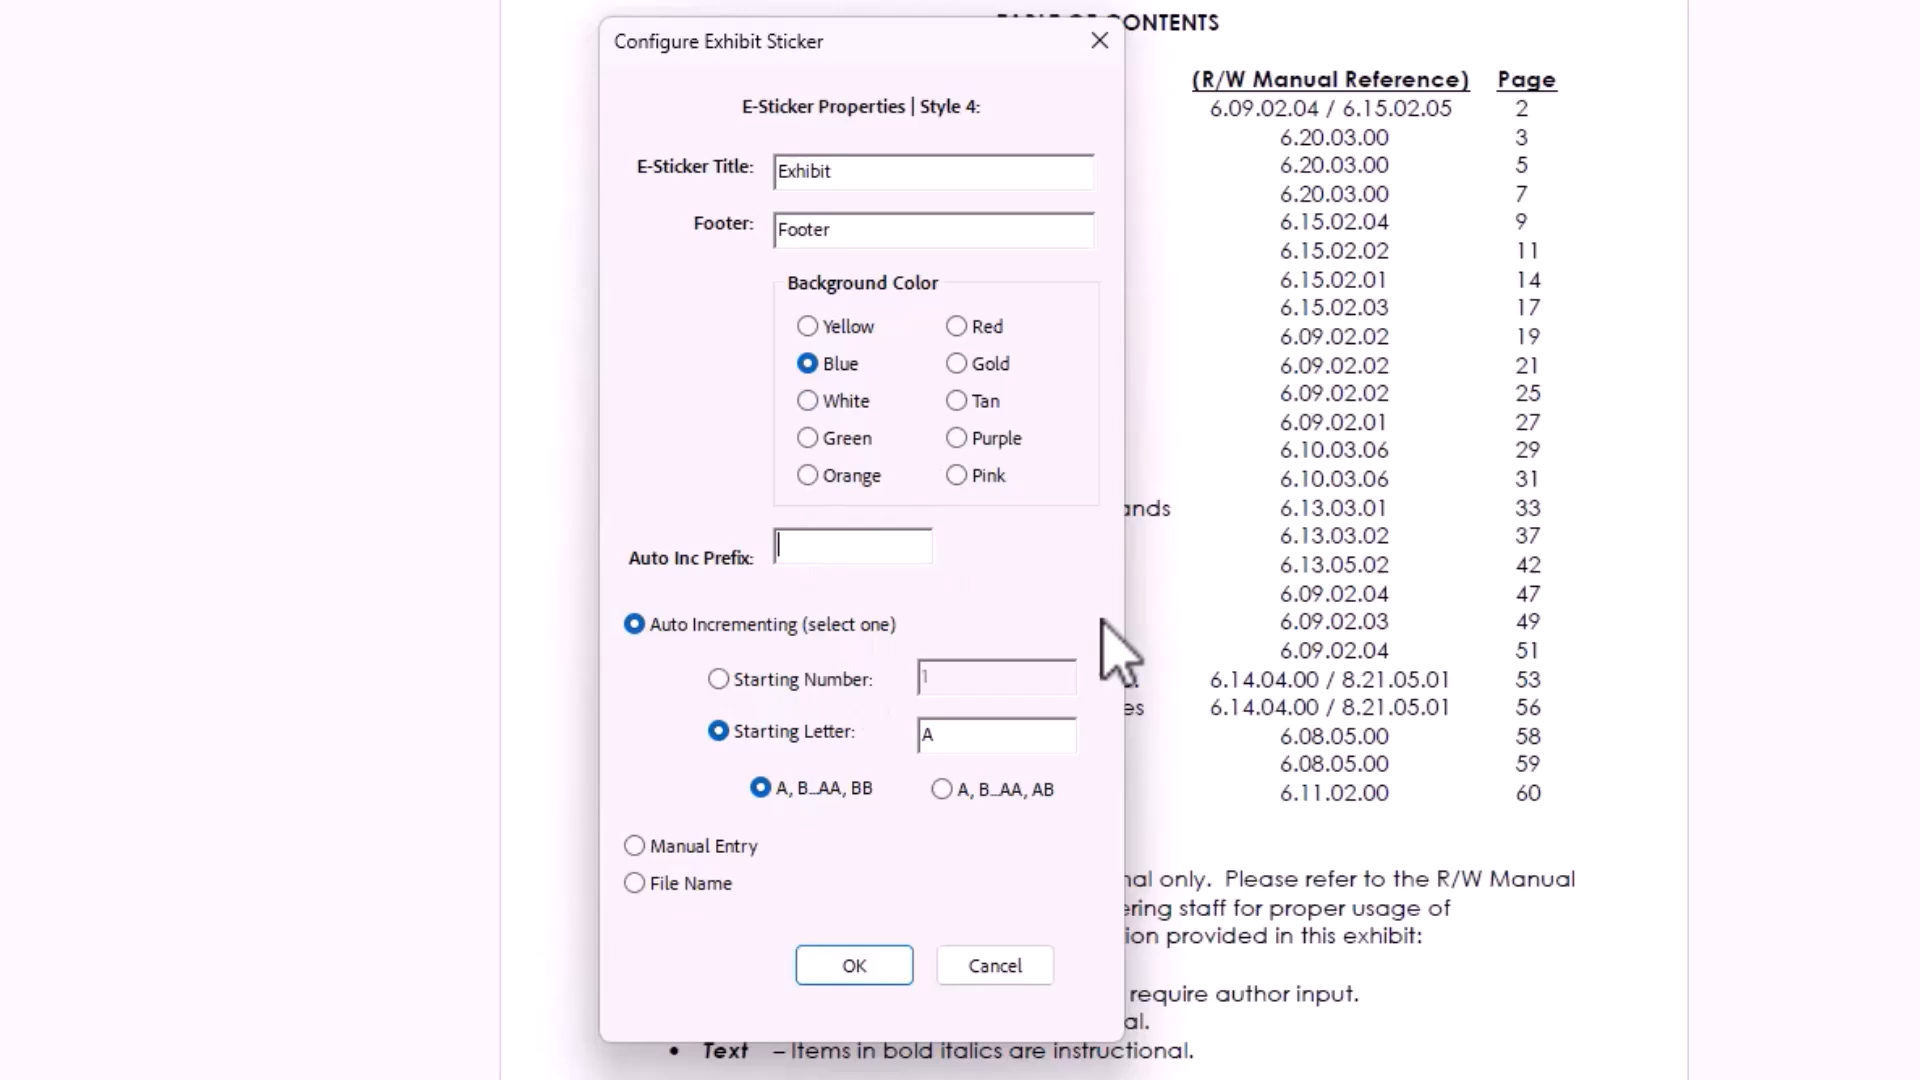 TABLE OF CONTENTS
Configure Exhibit Sticker
E-Sticker Properties | Style 4:
E-Sticker Title: Exhibit
Footer: Footer
Background Color
Yellow Red
Blue Gold
White Tan
Green Purple
Orange Pink
Auto Inc Prefix:
Auto Incrementing (select one)
Starting Number: 1
Starting Letter: A
A, B...AA, BB A, B...AA, AB
Manual Entry
File Name
OK Cancel
(R/W Manual Reference) Page
6.09.02.04 / 6.15.02.05 2
6.20.03.00 3
6.20.03.00 5
6.20.03.00 7
6.15.02.04 9
6.15.02.02 11
6.15.02.01 14
6.15.02.03 17
6.09.02.02 19
6.09.02.02 21
6.09.02.02 25
6.09.02.01 27
6.10.03.06 29
6.10.03.06 31
ands 6.13.03.01 33
6.13.03.02 37
6.13.05.02 42
6.09.02.04 47
6.09.02.03 49
6.09.02.04 51
6.14.04.00 / 8.21.05.01 53
es 6.14.04.00 / 8.21.05.01 56
6.08.05.00 58
6.08.05.00 59
6.11.02.00 60
nal only. Please refer to the R/W Manual
ering staff for proper usage of
ion provided in this exhibit:
require author input.
al.
• Text – Items in bold italics are instructional.